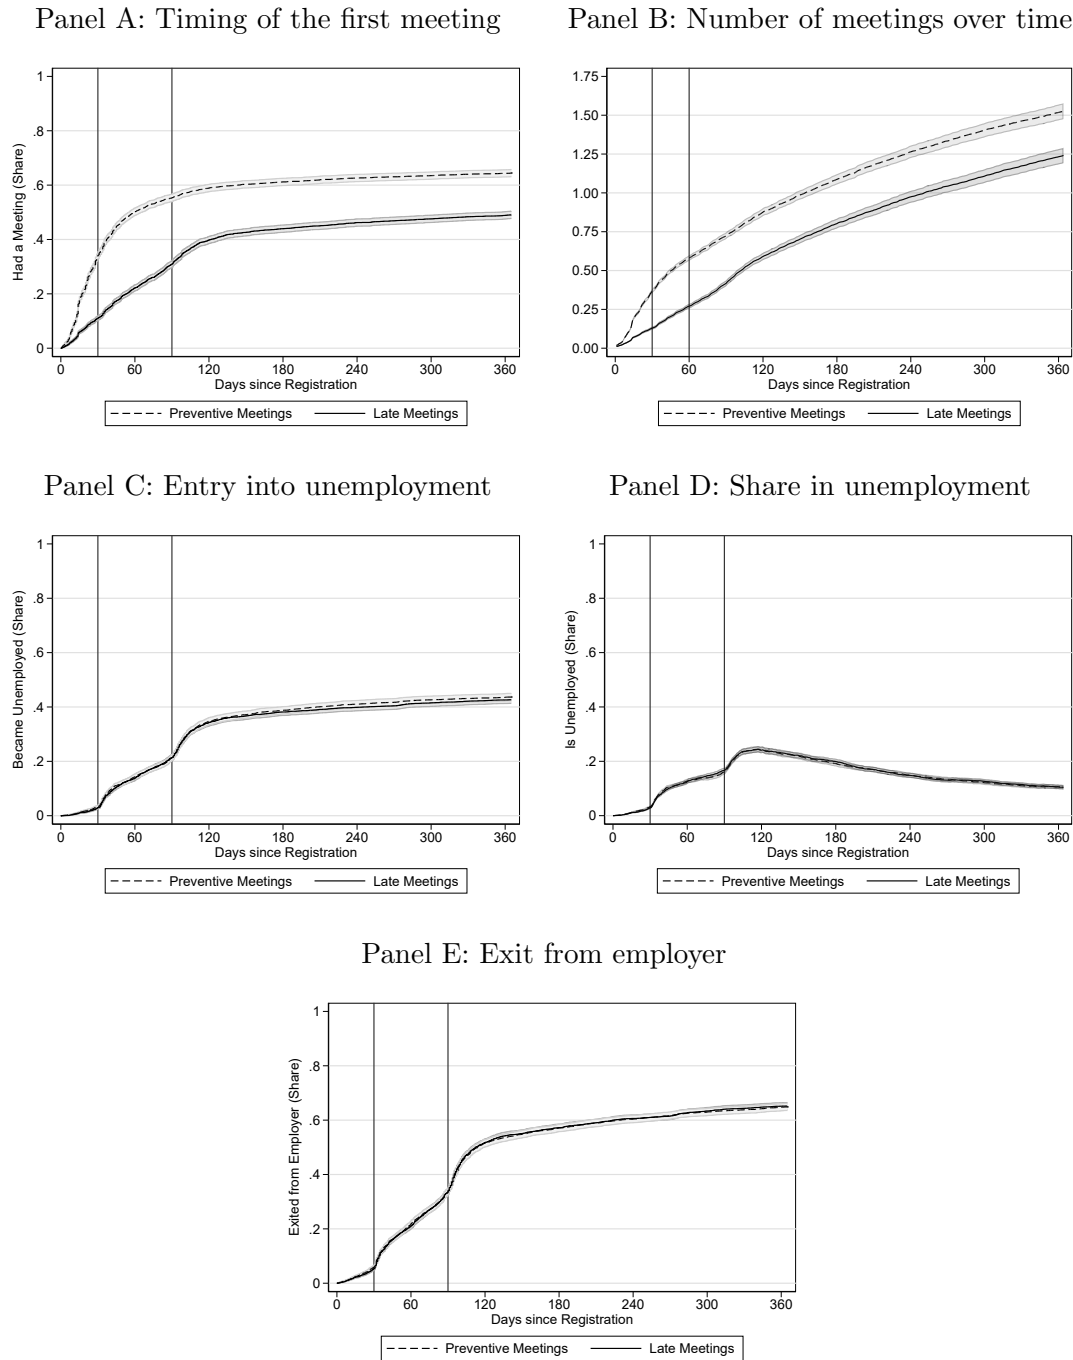 Panel A: Timing of the first meeting
Had a Meeting (Share)
1
.8
.6
.4
.2
0
0 60 120 180 240 300 360
Days since Registration
Preventive Meetings Late Meetings
Panel B: Number of meetings over time
1.75
1.50
1.25
1.00
0.75
0.50
0.25
0.00
0 60 120 180 240 300 360
Days since Registration
Preventive Meetings Late Meetings
Panel C: Entry into unemployment
Became Unemployed (Share)
1
.8
.6
.4
.2
0
0 60 120 180 240 300 360
Days since Registration
Preventive Meetings Late Meetings
Panel D: Share in unemployment
Is Unemployed (Share)
1
.8
.6
.4
.2
0
0 60 120 180 240 300 360
Days since Registration
Preventive Meetings Late Meetings
Panel E: Exit from employer
Exited from Employer (Share)
1
.8
.6
.4
.2
0
0 60 120 180 240 300 360
Days since Registration
Preventive Meetings Late Meetings